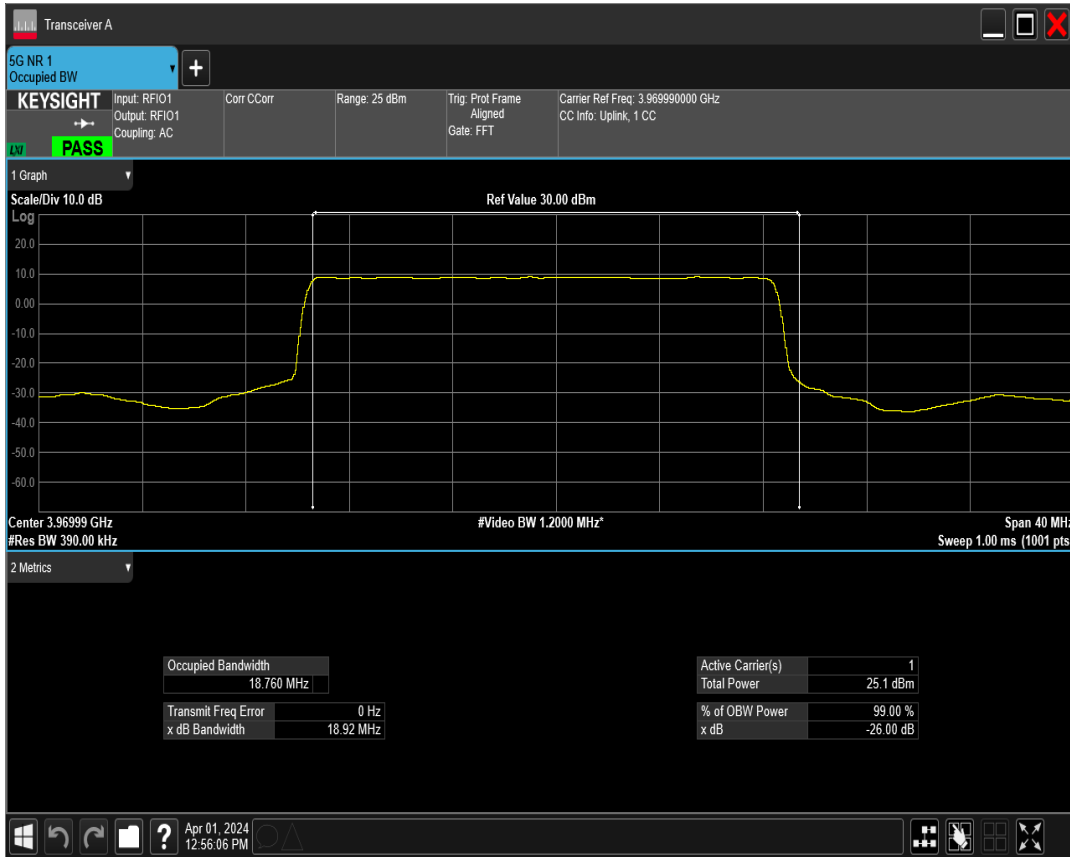 Transceiver A
5G NR 1
Occupied BW
KEYSIGHT
LXI
PASS
Input: RFIO1
Output: RFIO1
Coupling: AC
Corr CCorr
Range: 25 dBm
Trig: Prot Frame
Aligned
Gate: FFT
Carrier Ref Freq: 3.969990000 GHz
CC Info: Uplink, 1 CC
1 Graph
Scale/Div 10.0 dB
Ref Value 30.00 dBm
Log
20.0
10.0
0.00
-10.0
-20.0
-30.0
-40.0
-50.0
-60.0
Center 3.96999 GHz
#Video BW 1.2000 MHz*
Span 40 MHz
#Res BW 390.00 kHz
Sweep 1.00 ms (1001 pts
2 Metrics
Occupied Bandwidth
18.760 MHz
Transmit Freq Error 0 Hz
x dB Bandwidth 18.92 MHz
Active Carrier(s) 1
Total Power 25.1 dBm
% of OBW Power 99.00 %
x dB -26.00 dB
?
Apr 01, 2024
12:56:06 PM